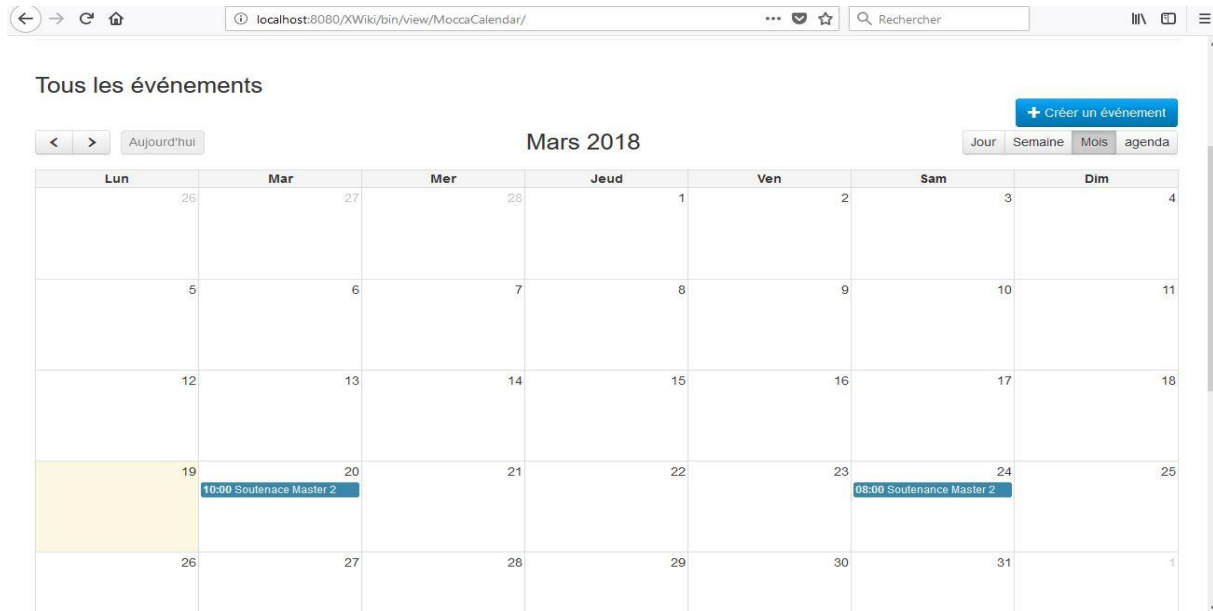 localhost:8080/XWiki/bin/view/MoccaCalendar/ ... Rechercher
Tous les événements
+ Créer un événement
< > Aujourd'hui Mars 2018 Jour Semaine Mois agenda
Lun Mar Mer Jeud Ven Sam Dim
26 27 28 1 2 3 4
5 6 7 8 9 10 11
12 13 14 15 16 17 18
19 20 21 22 23 24 25
10:00 Soutenace Master 2 08:00 Soutenance Master 2
26 27 28 29 30 31 1